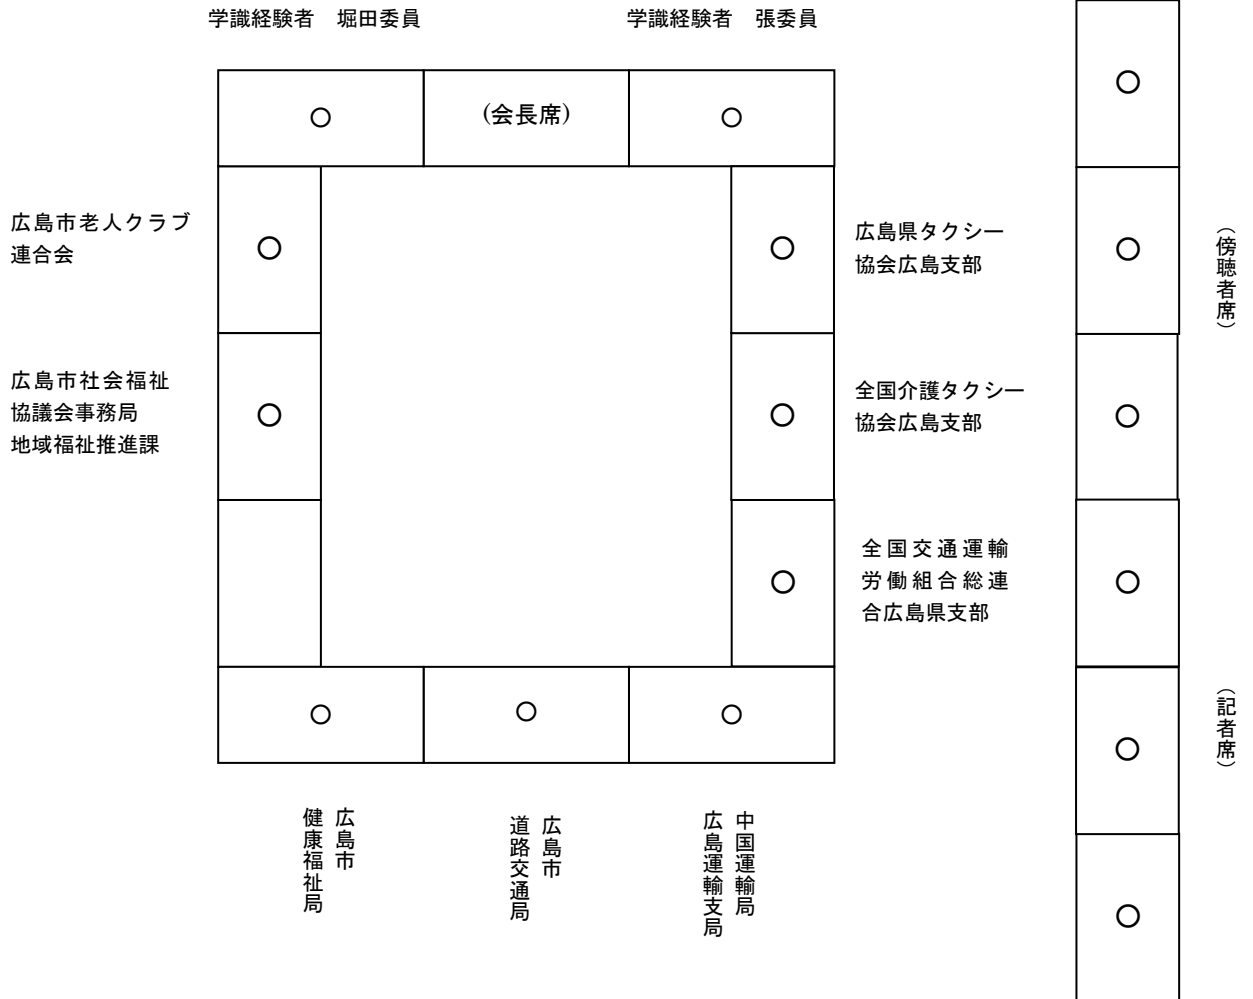 学識経験者　堀田委員
学識経験者　張委員
(会長席)
広島市老人クラブ
連合会
広島市社会福祉
協議会事務局
地域福祉推進課
広島県タクシー
協会広島支部
全国介護タクシー
協会広島支部
全国交通運輸
労働組合総連
合広島県支部
広島市
健康福祉局
広島市
道路交通局
中国運輸局
広島運輸支局
（傍聴者席）
（記者席）